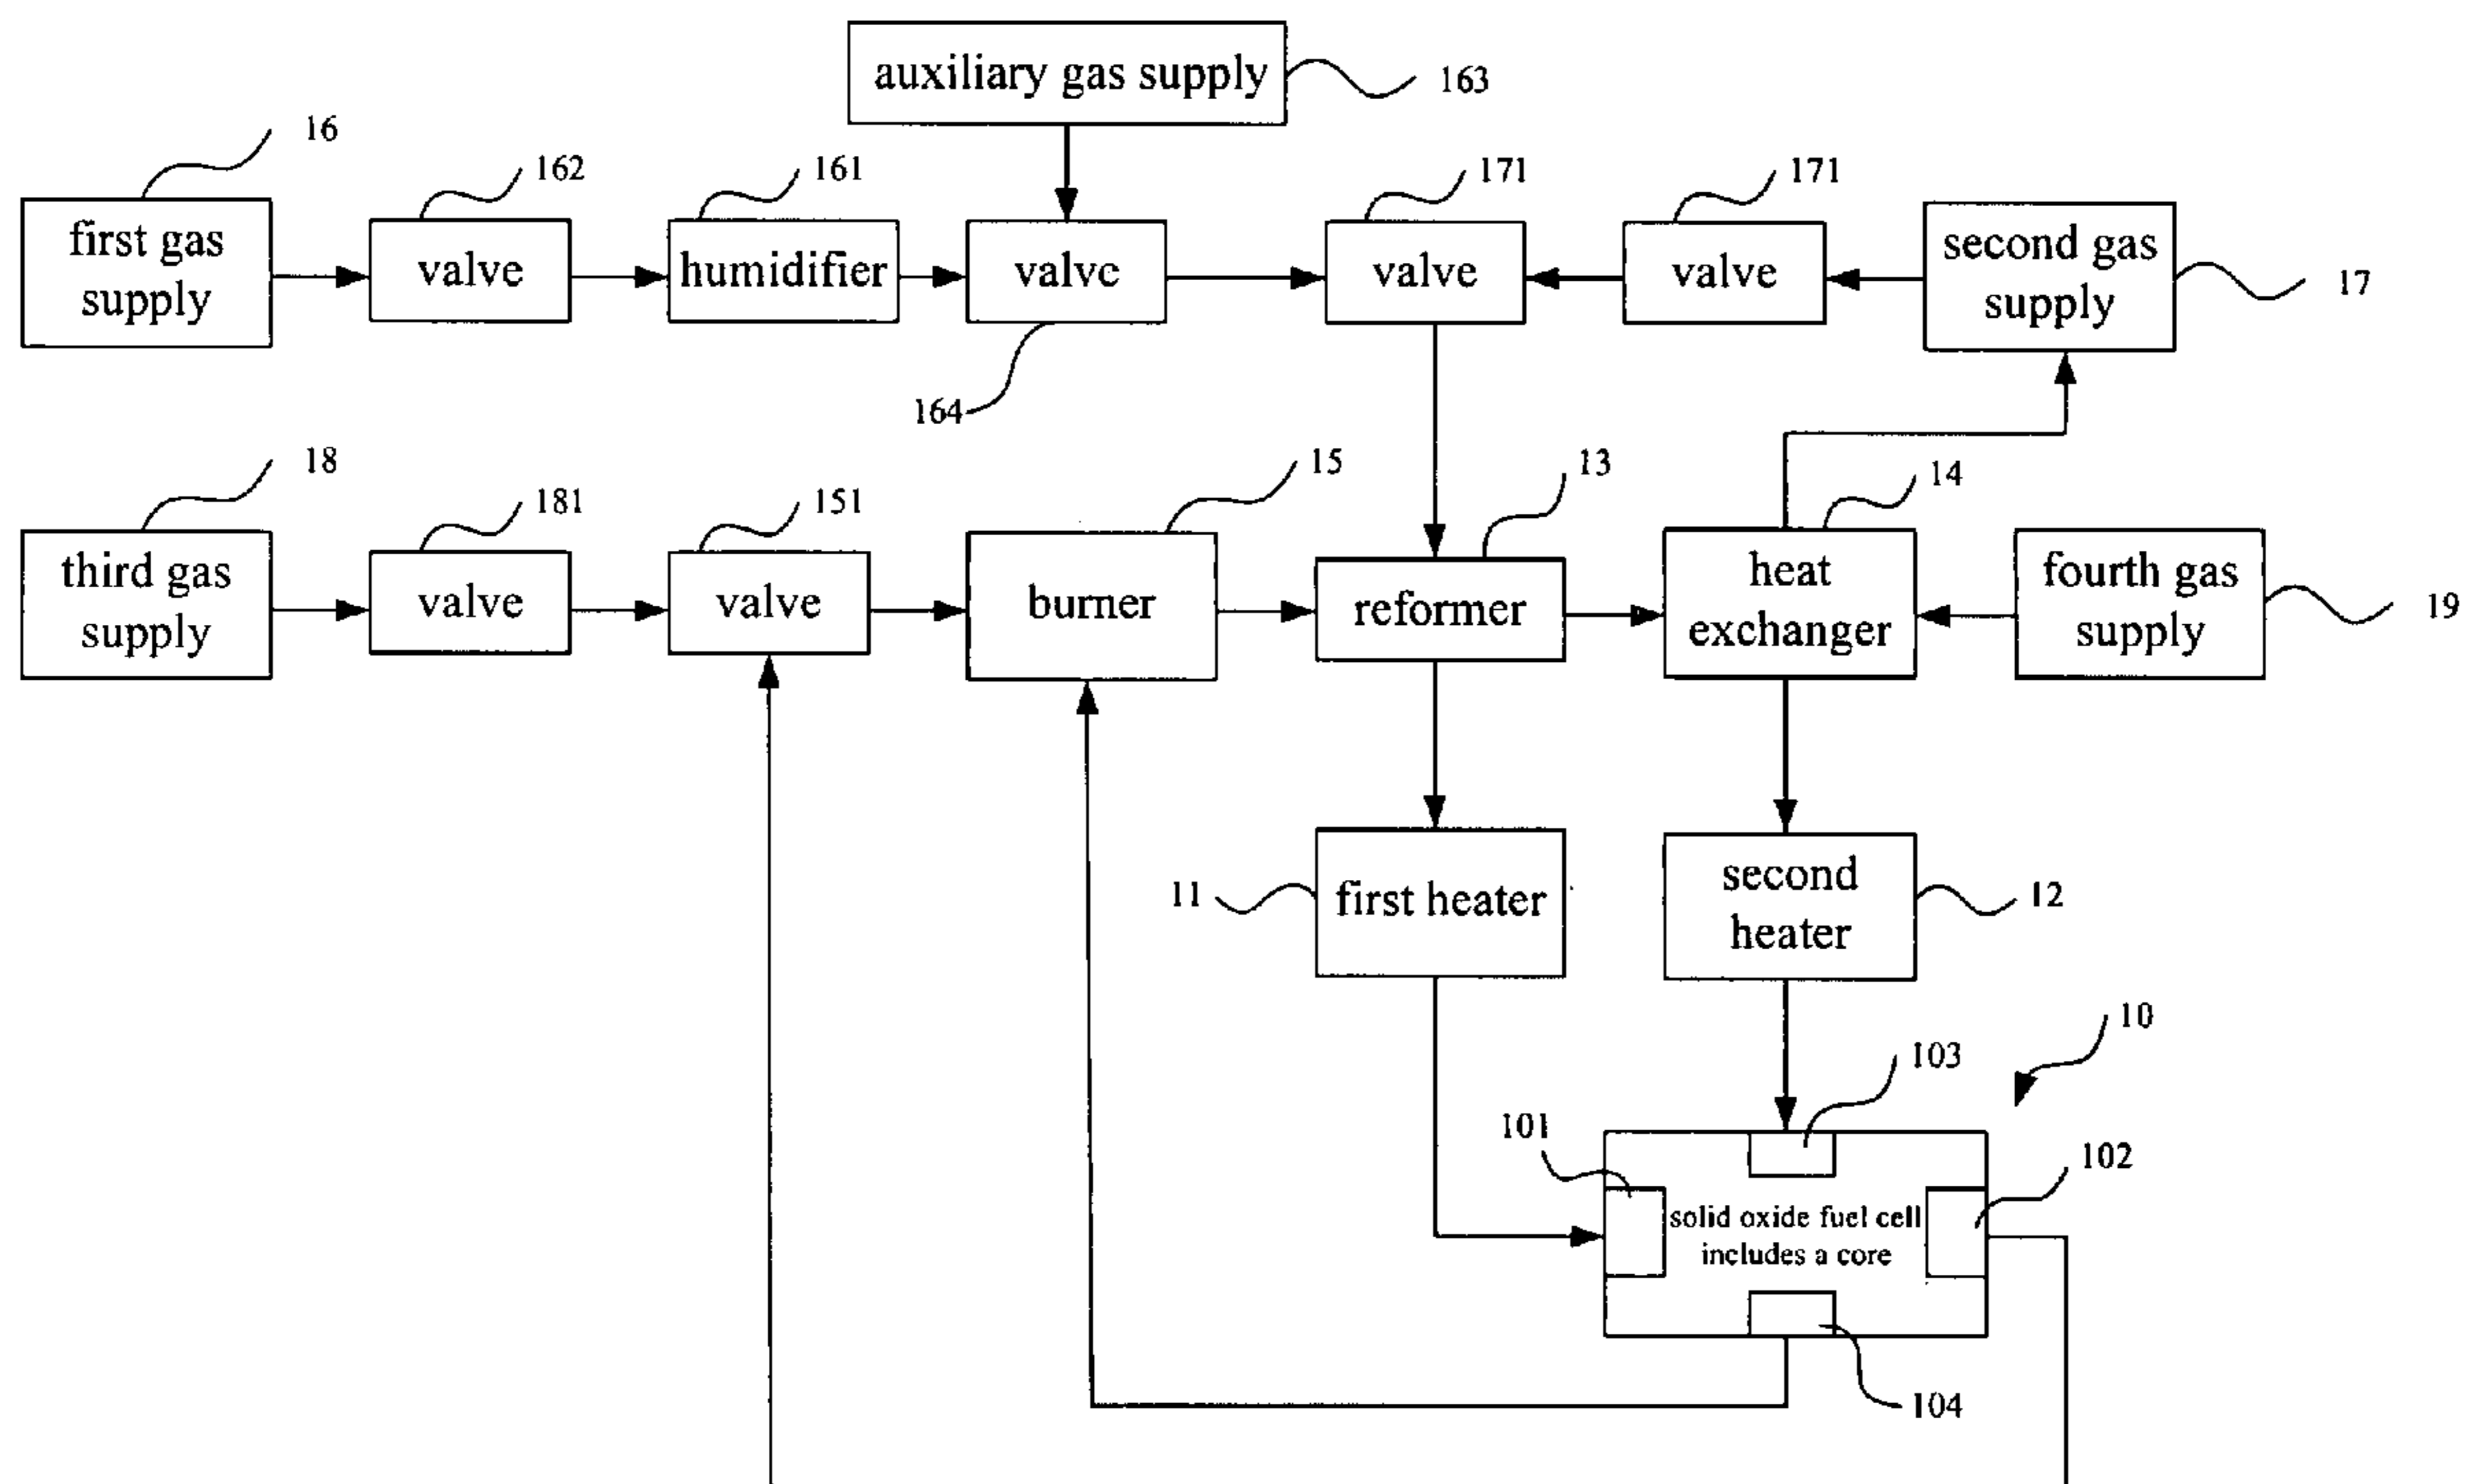 auxiliary gas supply
163
16
162
161
171
171
first gas
supply
valve
humidifier
valve
valve
valve
second gas
supply
17
164
18
181
151
15
13
14
third gas
supply
valve
valve
burner
reformer
heat
exchanger
fourth gas
supply
19
11
first heater
second
heater
12
10
103
101
102
solid oxide fuel cell
includes a core
104